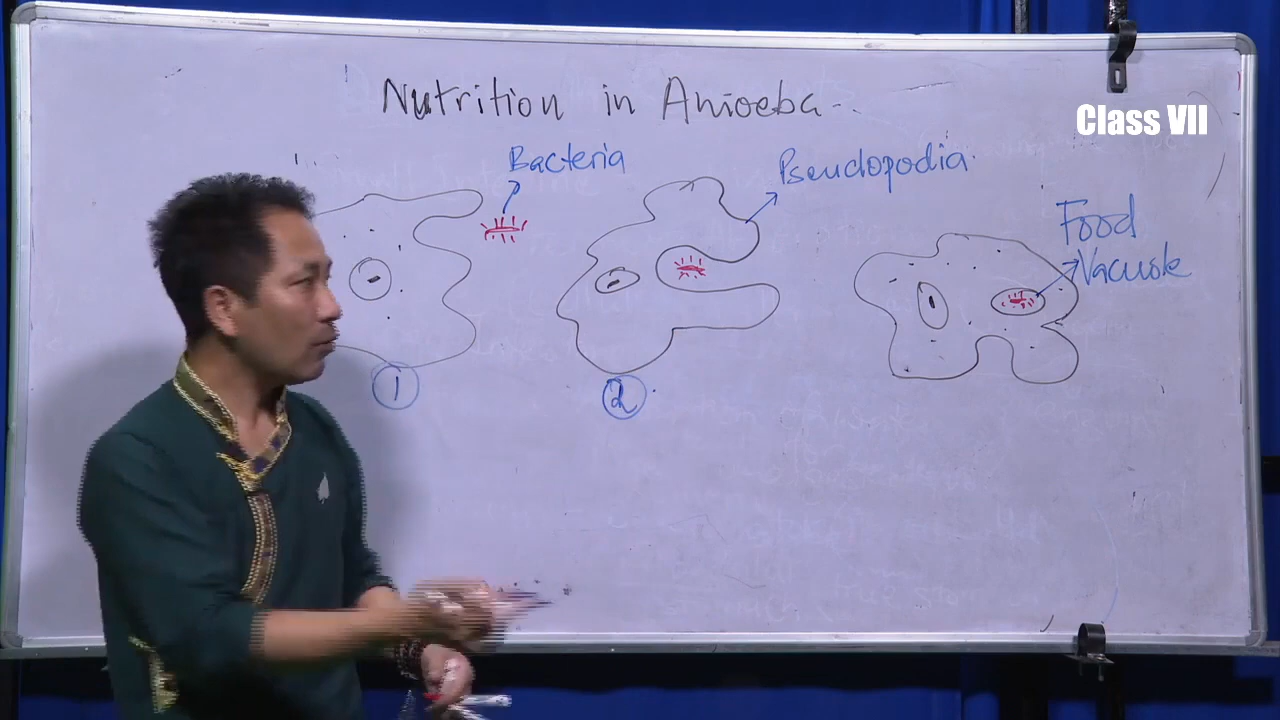 Nutrition in Amoeba..
Class VII
Bacteria
Pseudopodia.
Food
Vacuole
1
2